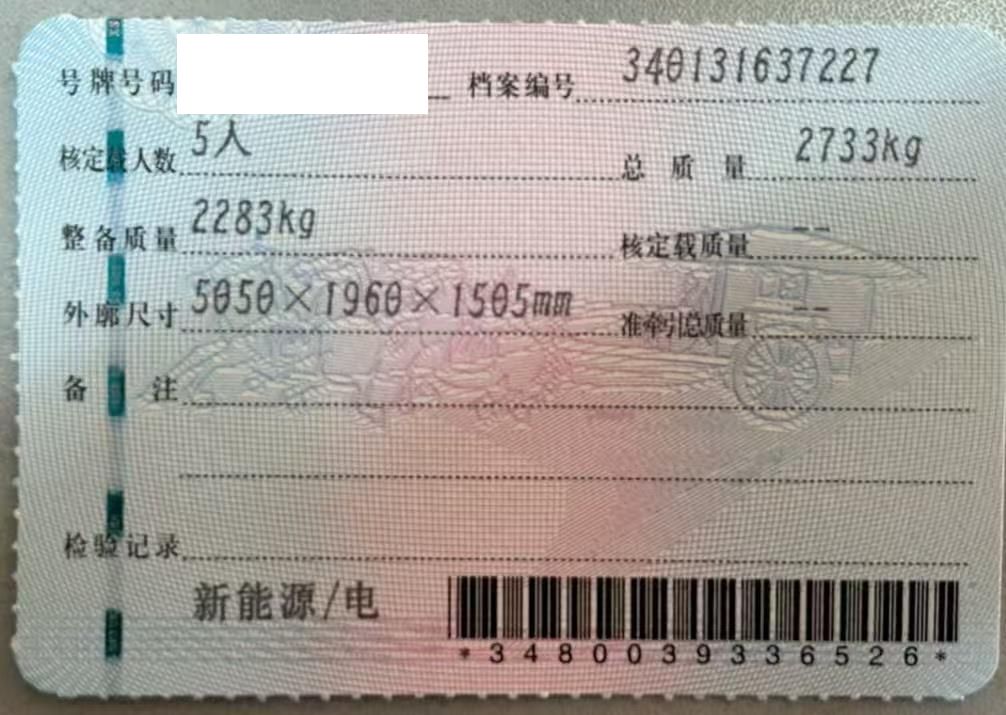 号牌号码 档案编号 340131637227
核定载人数 5人 总质量 2733kg
整备质量 2283kg 核定载质量 --
外廓尺寸 5050×1960×1505mm 准牵引总质量 --
备注
检验记录
新能源/电
*3480039336526*